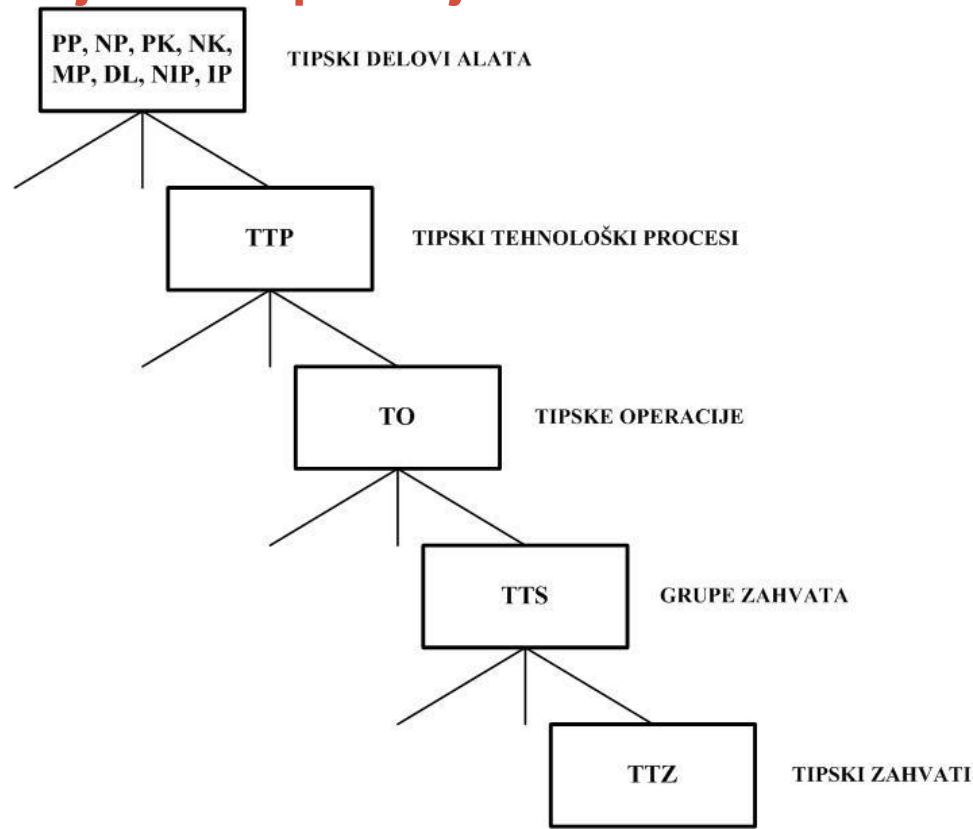 PP, NP, PK, NK,
MP, DL, NIP, IP
TIPSKI DELOVI ALATA
TTP
TIPSKI TEHNOLOŠKI PROCESI
TO
TIPSKE OPERACIJE
TTS
GRUPE ZAHVATA
TTZ
TIPSKI ZAHVATI